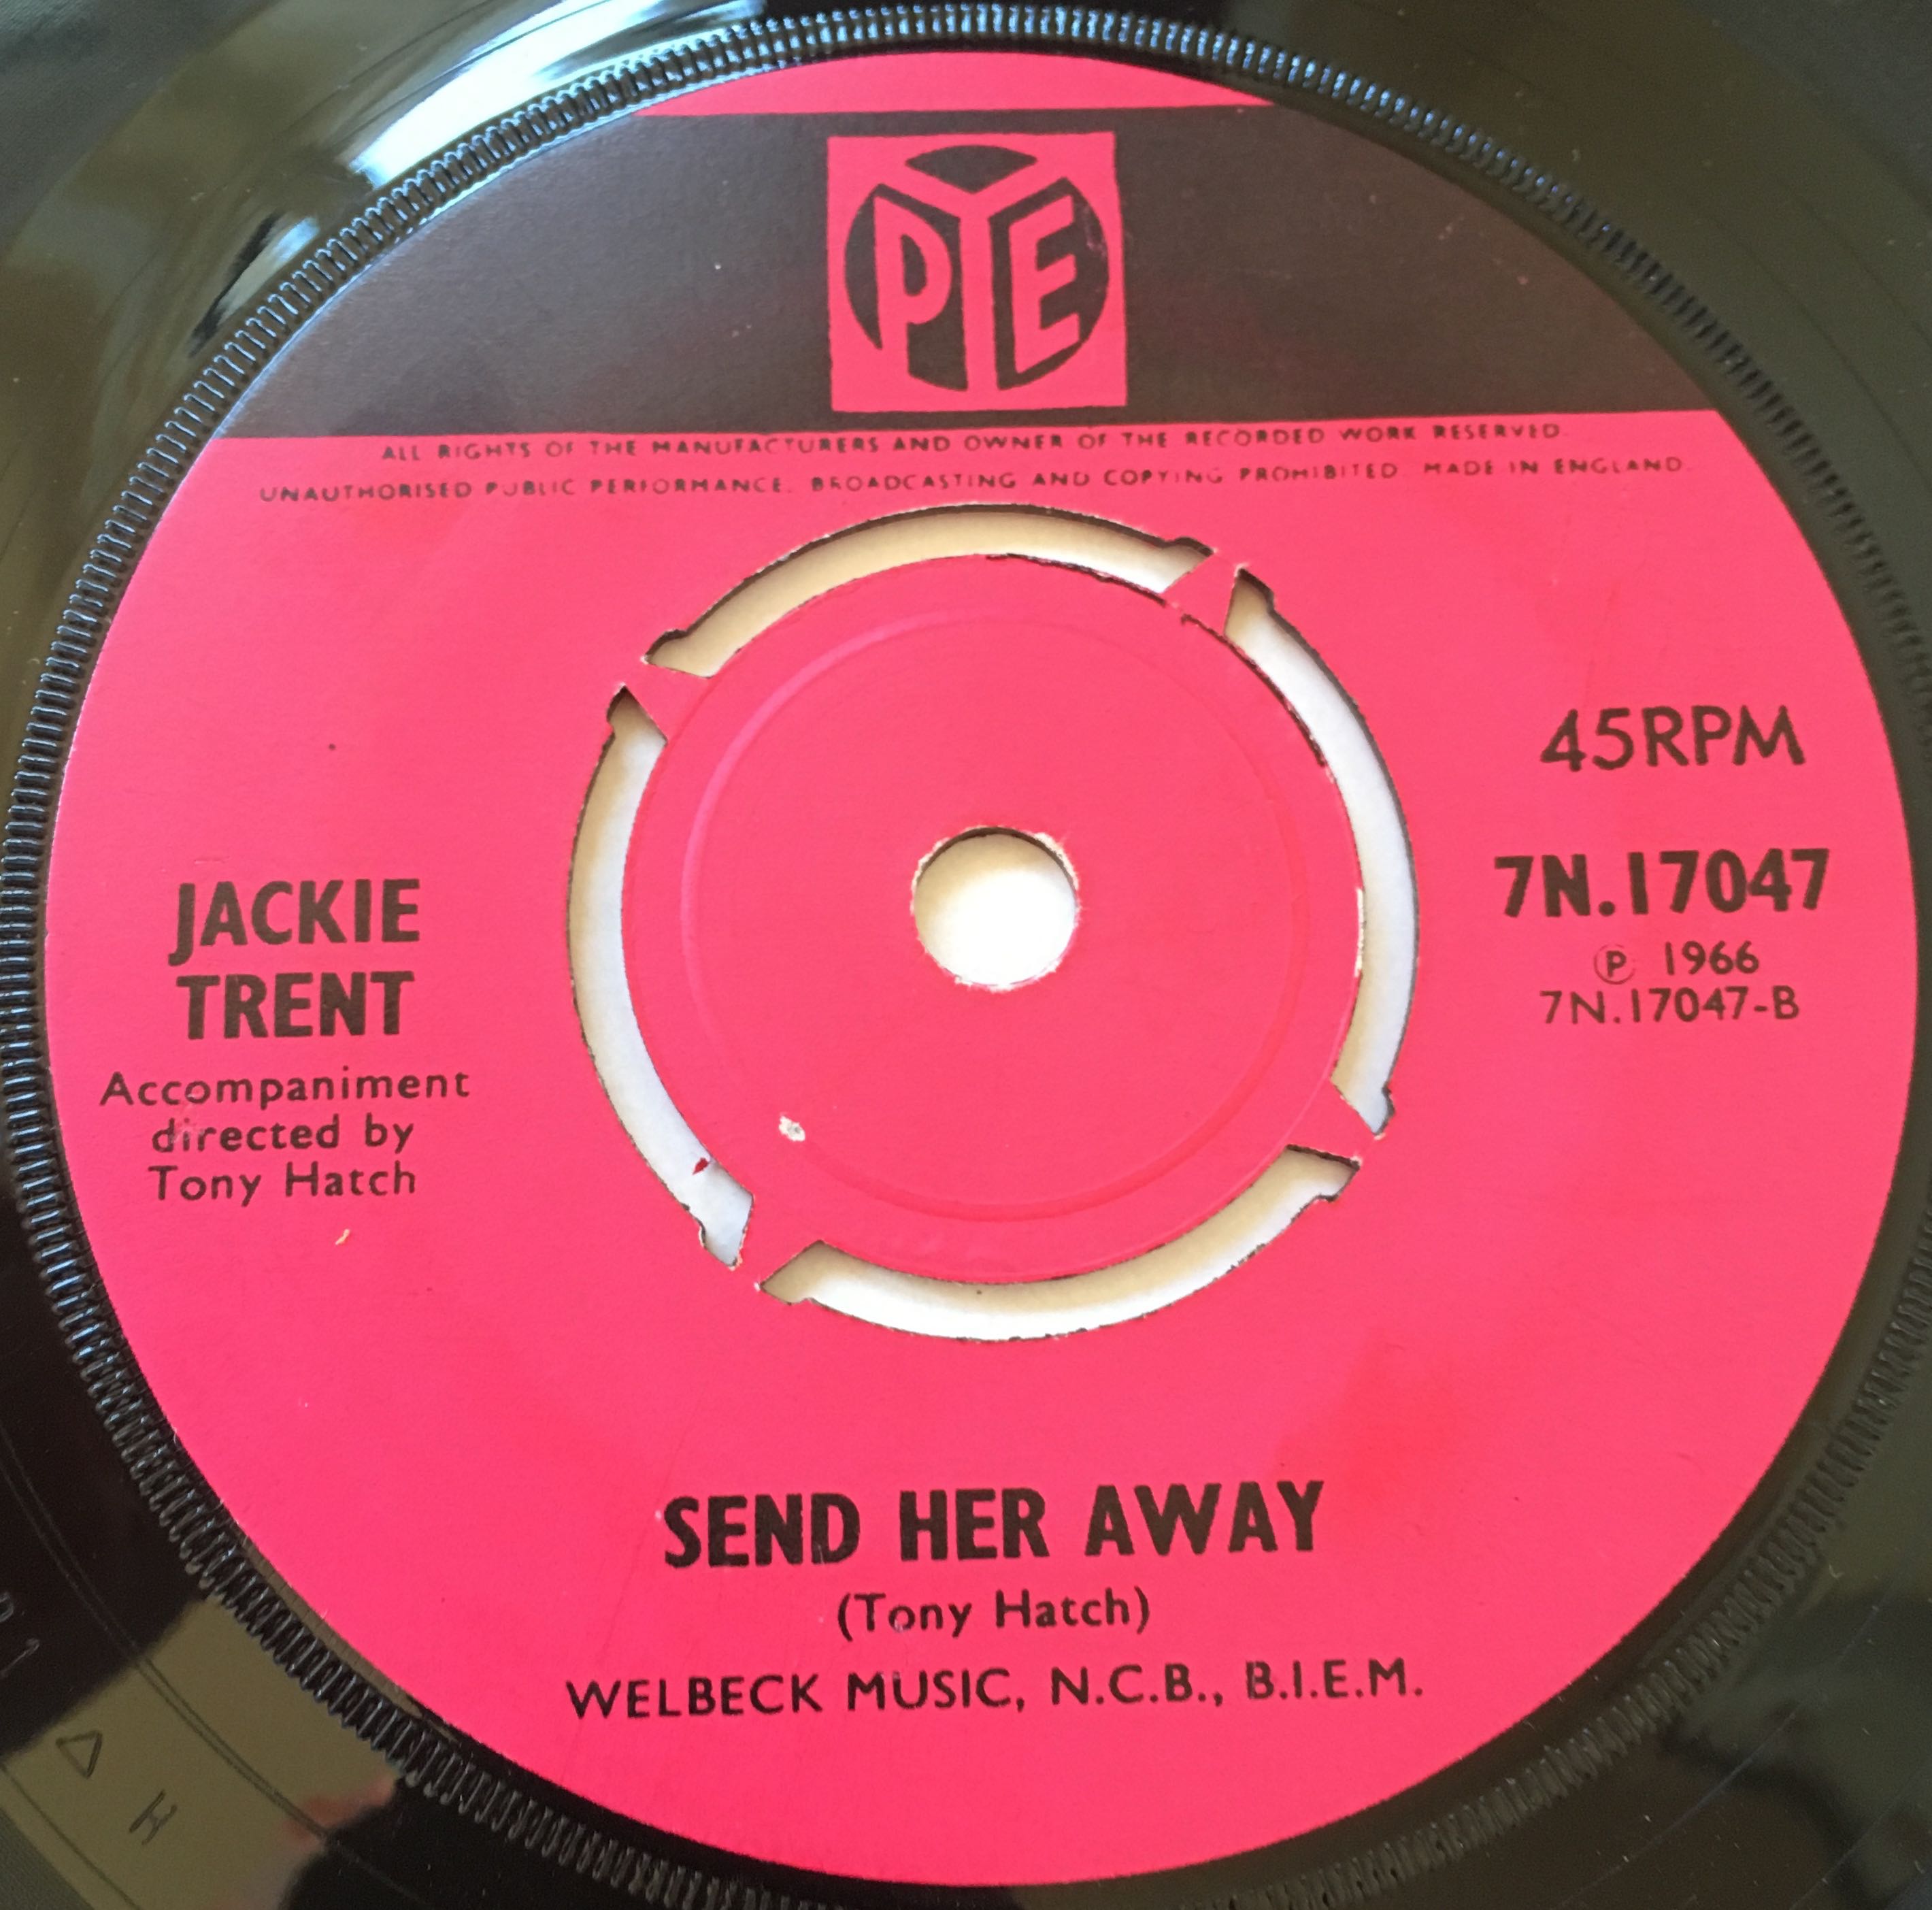 PYE
ALL RIGHTS OF THE MANUFACTURERS AND OWNER OF THE RECORDED WORK RESERVED.
UNAUTHORISED PUBLIC PERFORMANCE, BROADCASTING AND COPYING PROHIBITED. MADE IN ENGLAND.
45RPM
JACKIE
TRENT
Accompaniment
directed by
Tony Hatch
7N.17047
Ⓟ 1966
7N.17047-B
SEND HER AWAY
(Tony Hatch)
WELBECK MUSIC, N.C.B., B.I.E.M.